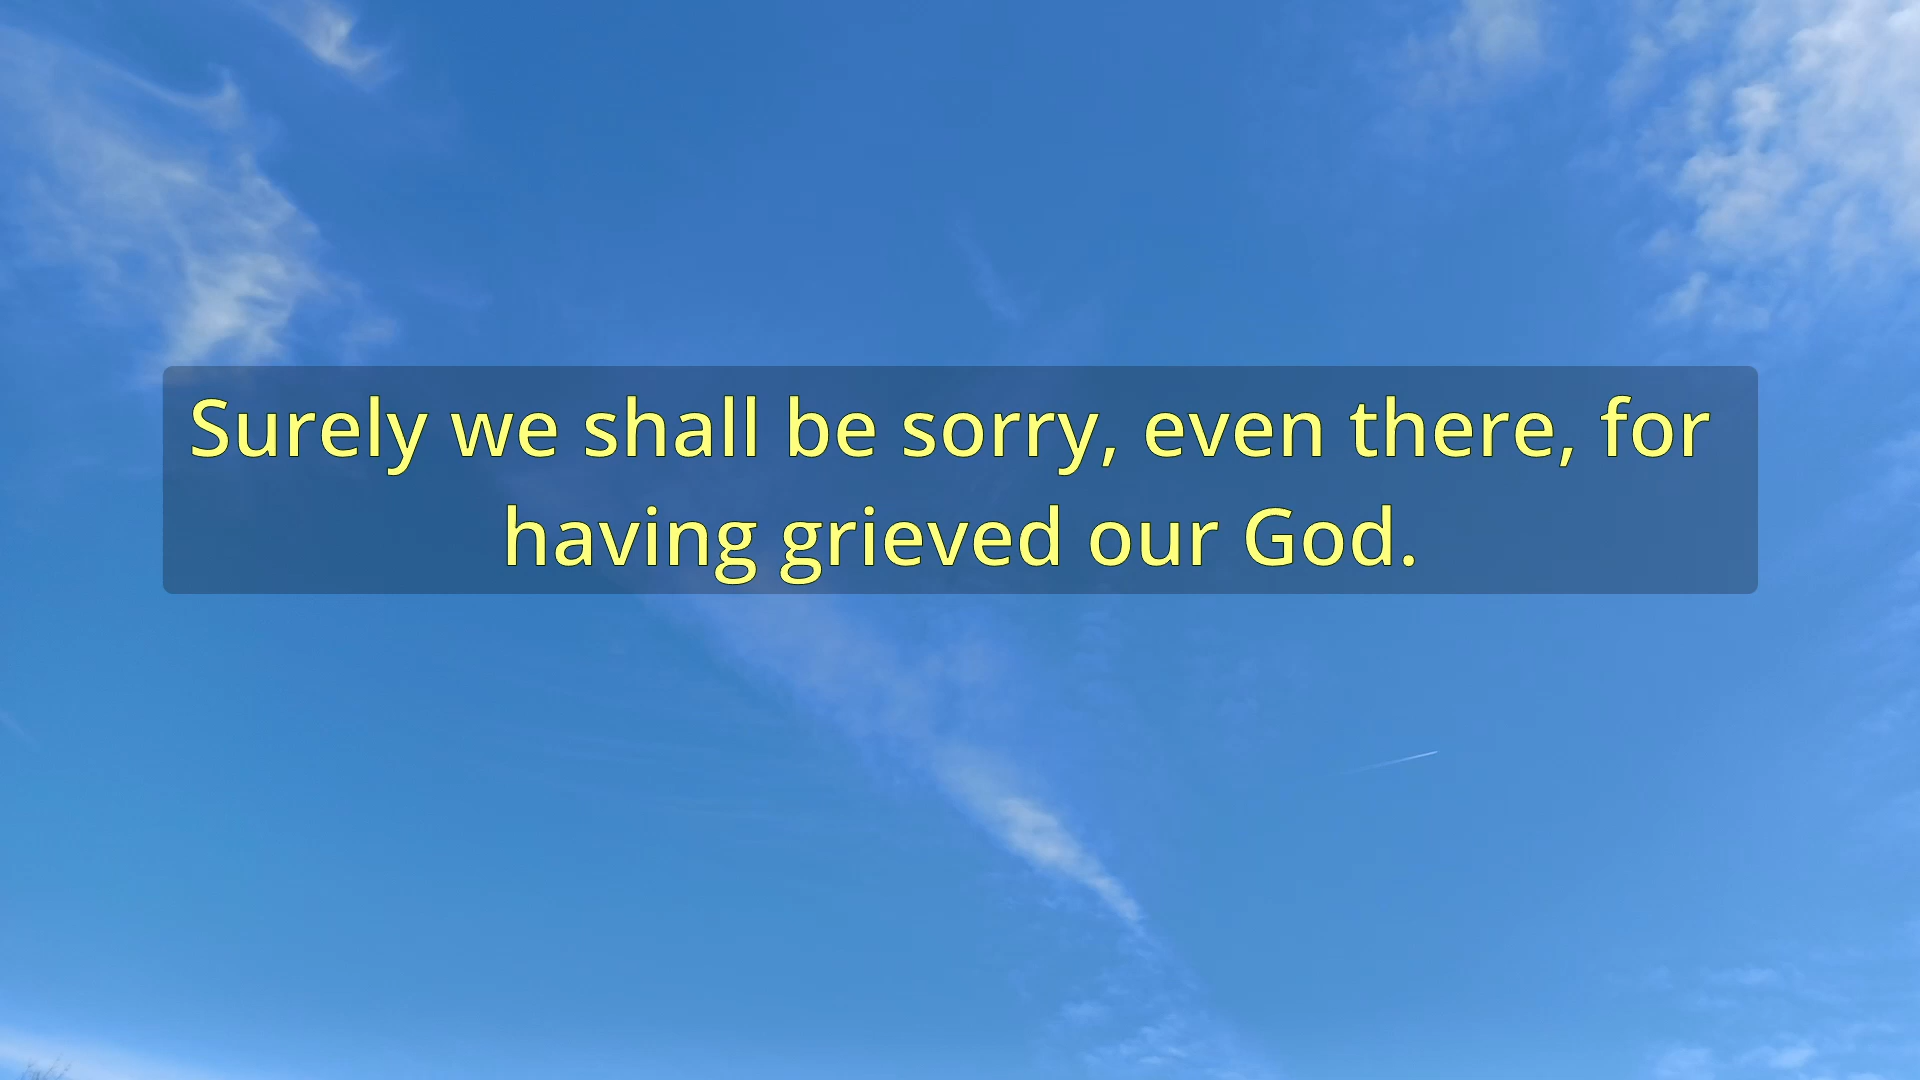 Surely we shall be sorry, even there, for
having grieved our God.